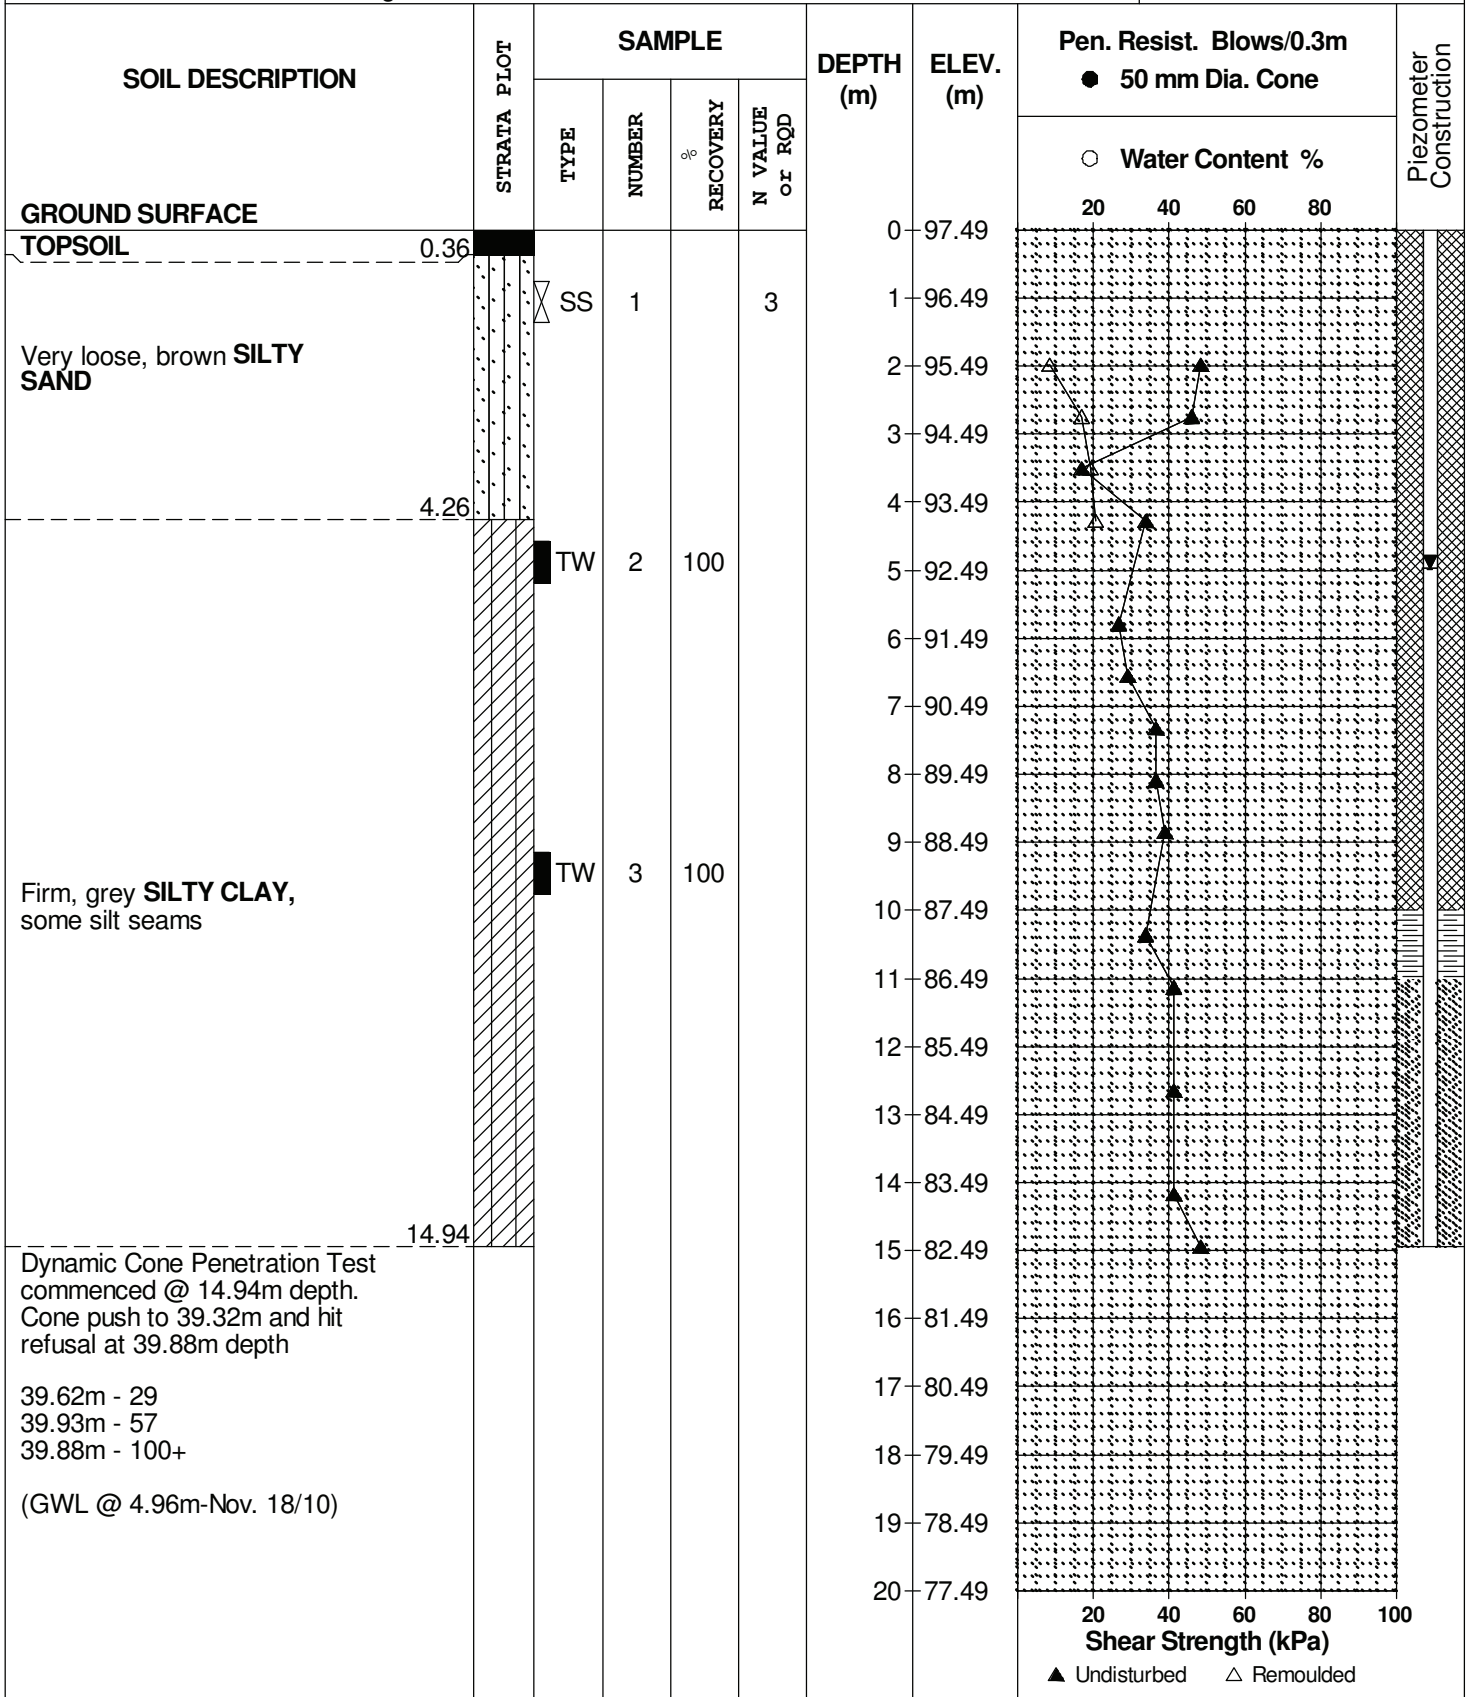 SOIL DESCRIPTION
STRATA PLOT
SAMPLE
TYPE
NUMBER
% RECOVERY
N VALUE or RQD
DEPTH (m)
ELEV. (m)
Pen. Resist. Blows/0.3m
● 50 mm Dia. Cone
○ Water Content %
Piezometer Construction
20 40 60 80
GROUND SURFACE
0 97.49
TOPSOIL 0.36
SS 1 3
1 96.49
Very loose, brown SILTY
SAND
2 95.49
3 94.49
4.26
4 93.49
TW 2 100
5 92.49
6 91.49
7 90.49
8 89.49
9 88.49
TW 3 100
Firm, grey SILTY CLAY,
some silt seams
10 87.49
11 86.49
12 85.49
13 84.49
14 83.49
14.94
15 82.49
Dynamic Cone Penetration Test
commenced @ 14.94m depth.
Cone push to 39.32m and hit
refusal at 39.88m depth
16 81.49
39.62m - 29
39.93m - 57
39.88m - 100+
17 80.49
18 79.49
(GWL @ 4.96m-Nov. 18/10)
19 78.49
20 77.49
20 40 60 80 100
Shear Strength (kPa)
▲ Undisturbed △ Remoulded